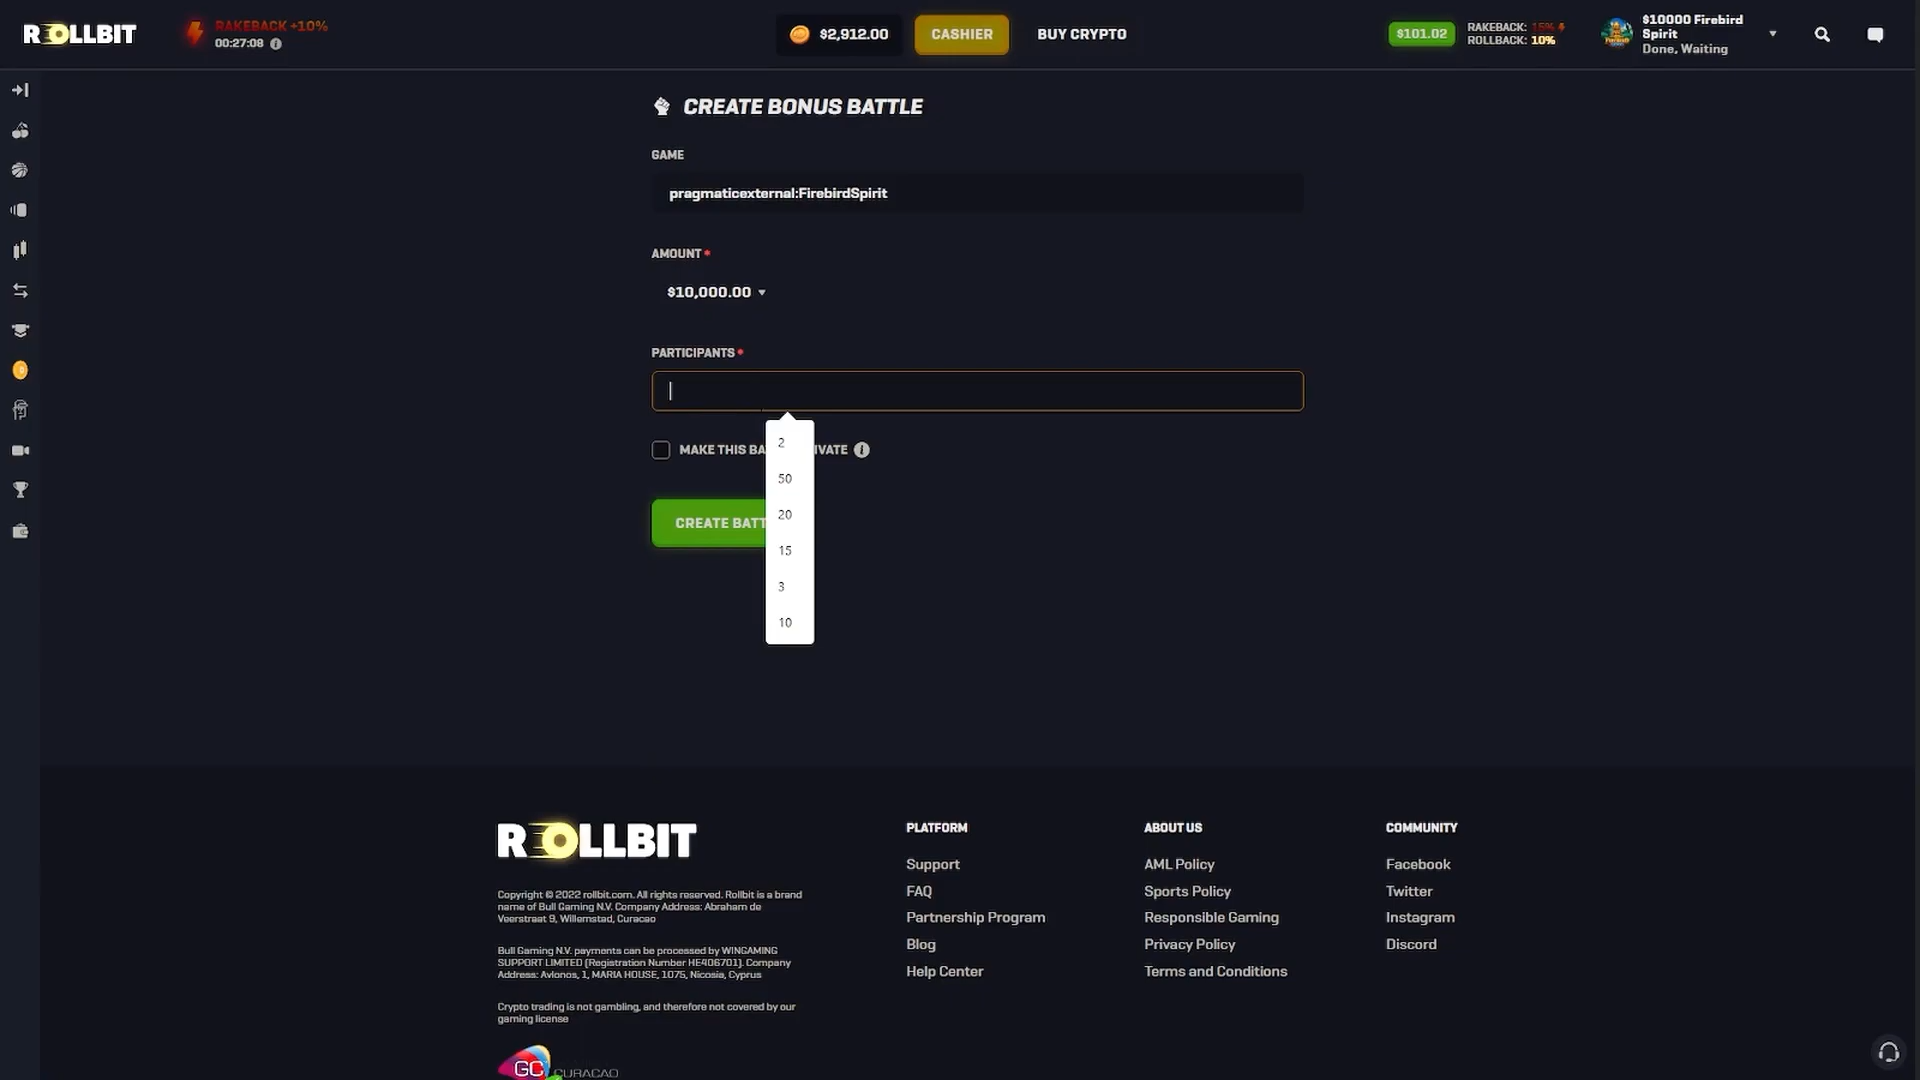 ROLLBIT
RAKEBACK +10%
00:27:08
$2,912.00
CASHIER
BUY CRYPTO
$101.02
RAKEBACK: 15%
ROLLBACK: 10%
$10000 Firebird
Spirit
Done, Waiting
CREATE BONUS BATTLE
GAME
pragmaticexternal:FirebirdSpirit
AMOUNT *
$10,000.00
PARTICIPANTS *
2
MAKE THIS BA IVATE
50
20
CREATE BATT
15
3
10
ROLLBIT
Copyright © 2022 rollbit.com. All rights reserved. Rollbit is a brand
name of Bull Gaming N.V. Company Address: Abraham de
Veerstraat 9, Willemstad, Curacao
Bull Gaming N.V. payments can be processed by WINGAMING
SUPPORT LIMITED (Registration Number HE406701). Company
Address: Avlonos, 1, MARIA HOUSE, 1075, Nicosia, Cyprus
Crypto trading is not gambling, and therefore not covered by our
gaming license
GC CURACAO
PLATFORM
Support
FAQ
Partnership Program
Blog
Help Center
ABOUT US
AML Policy
Sports Policy
Responsible Gaming
Privacy Policy
Terms and Conditions
COMMUNITY
Facebook
Twitter
Instagram
Discord